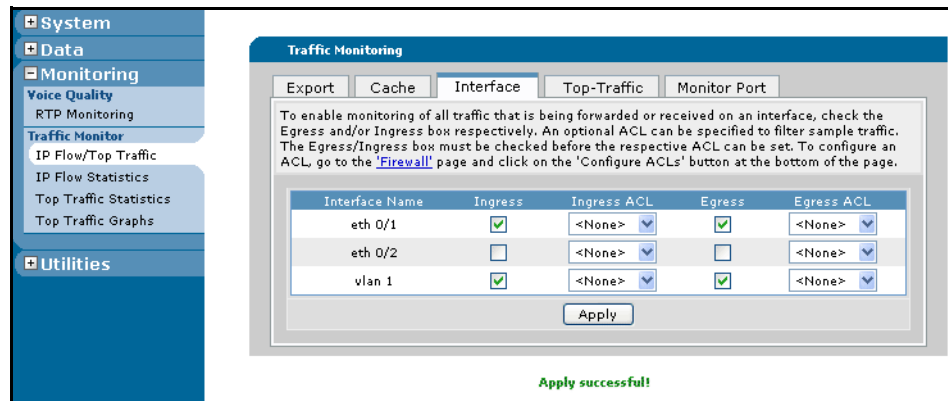 System
Data
Monitoring
Voice Quality
RTP Monitoring
Traffic Monitor
IP Flow/Top Traffic
IP Flow Statistics
Top Traffic Statistics
Top Traffic Graphs
Utilities
Traffic Monitoring
Export Cache Interface Top-Traffic Monitor Port
To enable monitoring of all traffic that is being forwarded or received on an interface, check the
Egress and/or Ingress box respectively. An optional ACL can be specified to filter sample traffic.
The Egress/Ingress box must be checked before the respective ACL can be set. To configure an
ACL, go to the 'Firewall' page and click on the 'Configure ACLs' button at the bottom of the page.
Interface Name Ingress Ingress ACL Egress Egress ACL
eth 0/1 <None> <None>
eth 0/2 <None> <None>
vlan 1 <None> <None>
Apply
Apply successful!